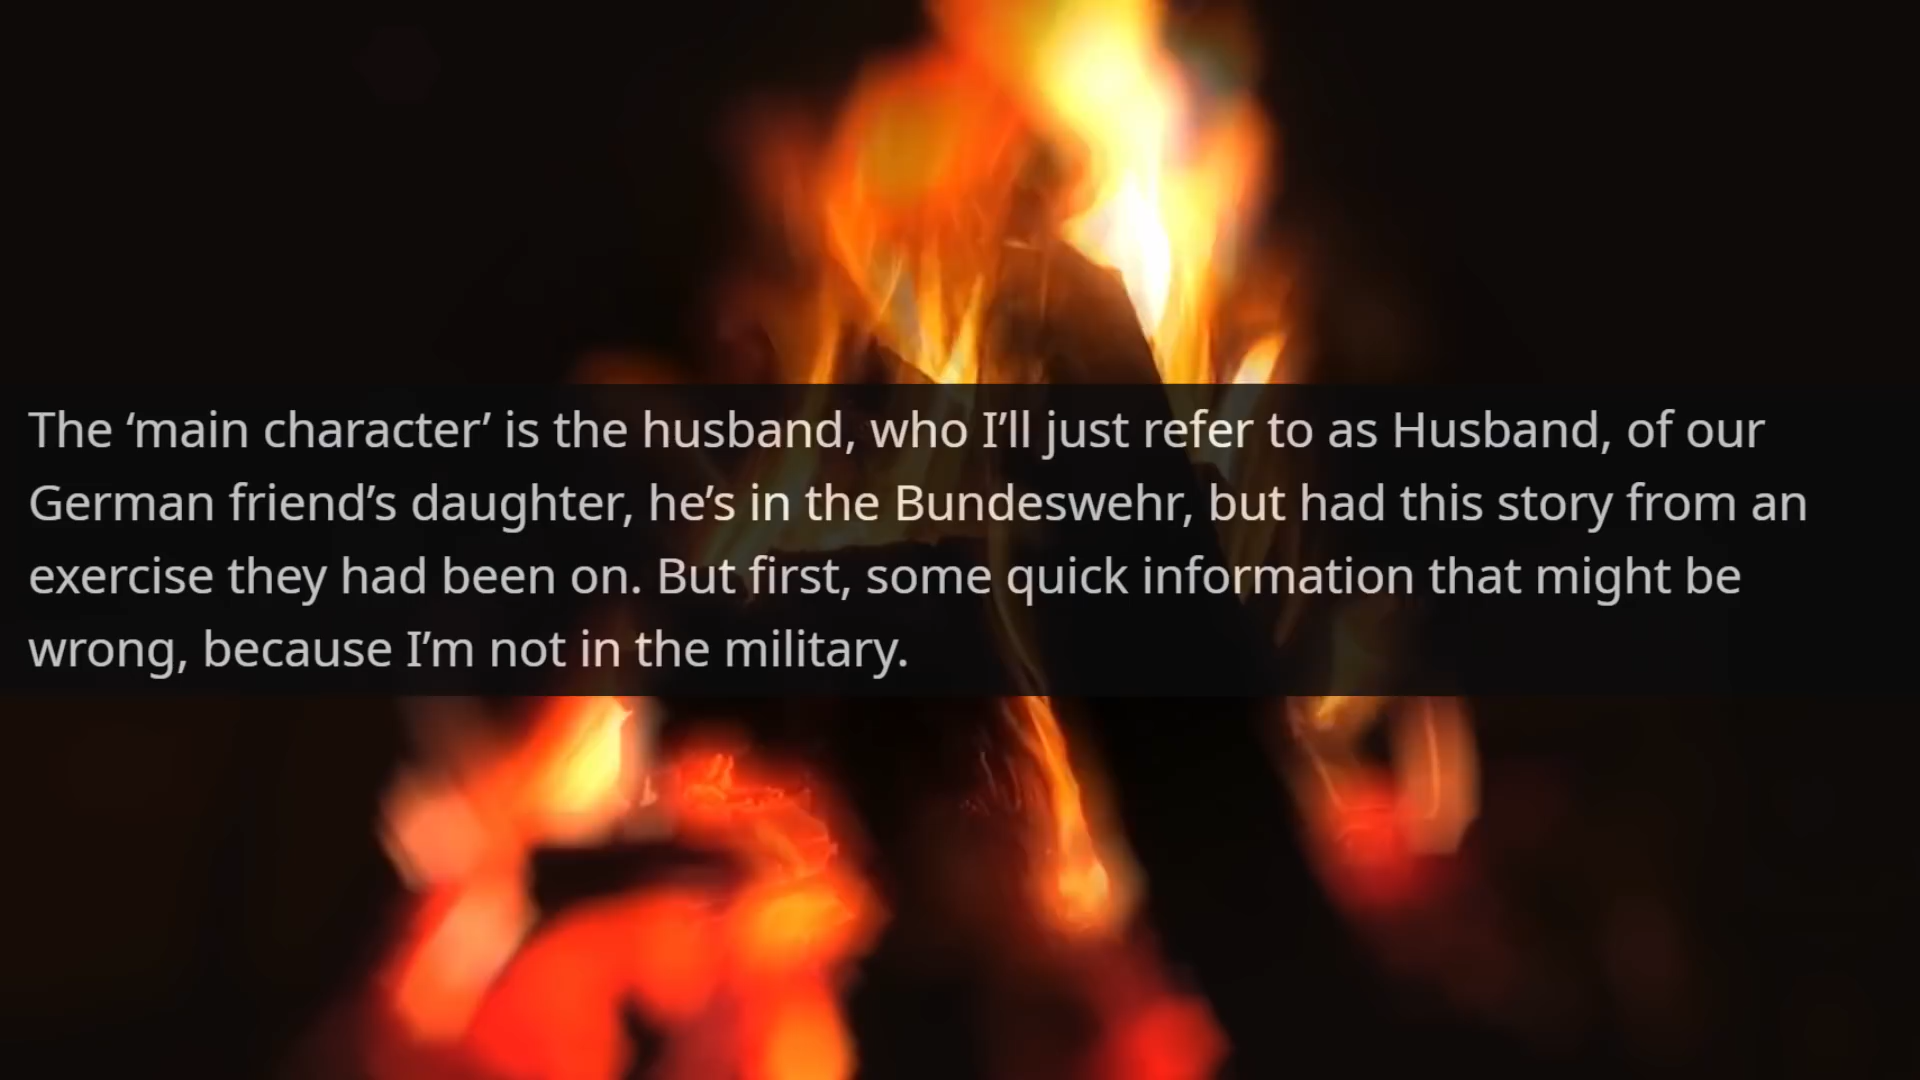 The ‘main character’ is the husband, who I’ll just refer to as Husband, of our
German friend’s daughter, he’s in the Bundeswehr, but had this story from an
exercise they had been on. But first, some quick information that might be
wrong, because I’m not in the military.